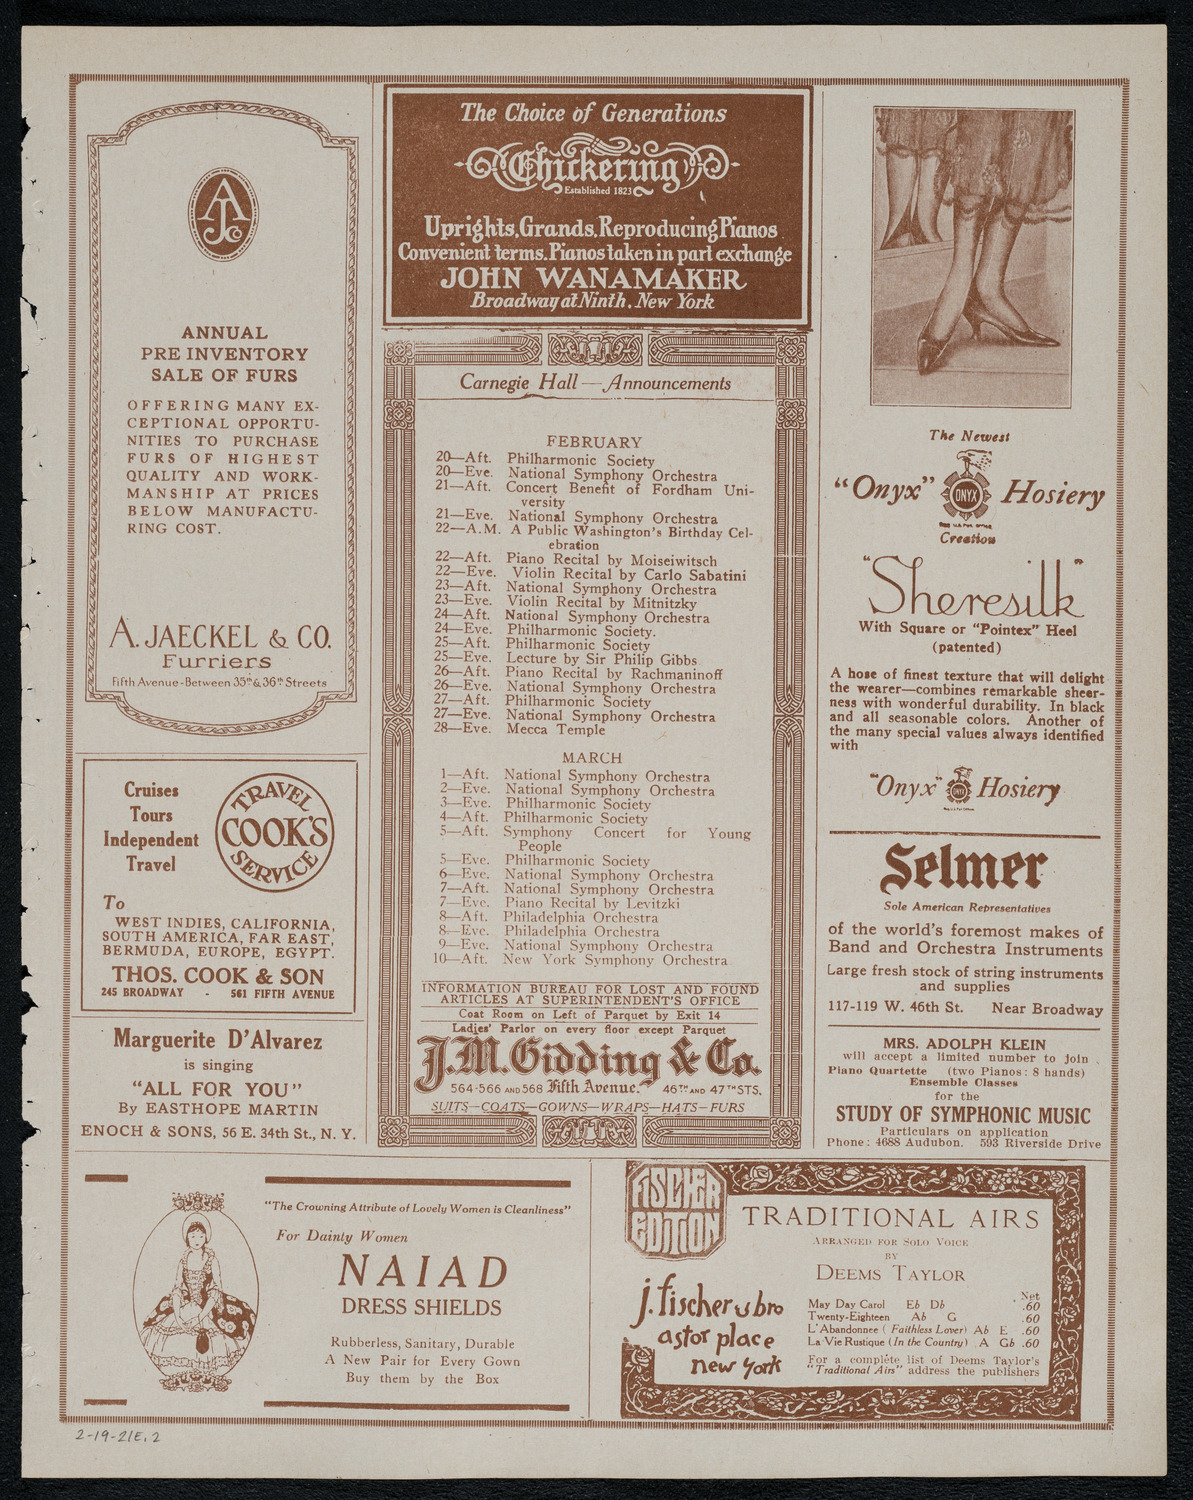 AJCo
ANNUAL
PRE INVENTORY
SALE OF FURS
OFFERING MANY EX-
CEPTIONAL OPPORTU-
NITIES TO PURCHASE
FURS OF HIGHEST
QUALITY AND WORK-
MANSHIP AT PRICES
BELOW MANUFACTU-
RING COST.
A. JAECKEL & CO.
Furriers
Fifth Avenue - Between 35th & 36th Streets
Cruises
Tours
Independent
Travel
TRAVEL
COOK'S
SERVICE
To
WEST INDIES, CALIFORNIA,
SOUTH AMERICA, FAR EAST,
BERMUDA, EUROPE, EGYPT.
THOS. COOK & SON
245 BROADWAY - 561 FIFTH AVENUE
Marguerite D'Alvarez
is singing
"ALL FOR YOU"
By EASTHOPE MARTIN
ENOCH & SONS, 56 E. 34th St., N. Y.
The Choice of Generations
Chickering
Established 1823
Uprights, Grands, Reproducing Pianos
Convenient terms. Pianos taken in part exchange
JOHN WANAMAKER
Broadway at Ninth, New York
Carnegie Hall — Announcements
FEBRUARY
20—Aft. Philharmonic Society
20—Eve. National Symphony Orchestra
21—Aft. Concert Benefit of Fordham Uni-
versity
21—Eve. National Symphony Orchestra
22—A.M. A Public Washington's Birthday Cel-
ebration
22—Aft. Piano Recital by Moiseiwitsch
22—Eve. Violin Recital by Carlo Sabatini
23—Aft. National Symphony Orchestra
23—Eve. Violin Recital by Mitnitzky
24—Aft. National Symphony Orchestra
24—Eve. Philharmonic Society.
25—Aft. Philharmonic Society
25—Eve. Lecture by Sir Philip Gibbs
26—Aft. Piano Recital by Rachmaninoff
26—Eve. National Symphony Orchestra
27—Aft. Philharmonic Society
27—Eve. National Symphony Orchestra
28—Eve. Mecca Temple
MARCH
1—Aft. National Symphony Orchestra
2—Eve. National Symphony Orchestra
3—Eve. Philharmonic Society
4—Aft. Philharmonic Society
5—Aft. Symphony Concert for Young
People
5—Eve. Philharmonic Society
6—Eve. National Symphony Orchestra
7—Aft. National Symphony Orchestra
7—Eve. Piano Recital by Levitzki
8—Aft. Philadelphia Orchestra
8—Eve. Philadelphia Orchestra
9—Eve. National Symphony Orchestra
10—Aft. New York Symphony Orchestra
INFORMATION BUREAU FOR LOST AND FOUND
ARTICLES AT SUPERINTENDENT'S OFFICE
Coat Room on Left of Parquet by Exit 14
Ladies' Parlor on every floor except Parquet
J.M. Gidding & Co.
564-566 AND 568 Fifth Avenue. 46TH AND 47TH STS.
SUITS—COATS—GOWNS—WRAPS—HATS—FURS
The Newest
"Onyx" ONYX Hosiery
Creation
"Sheresilk"
With Square or "Pointex" Heel
(patented)
A hose of finest texture that will delight
the wearer—combines remarkable sheer-
ness with wonderful durability. In black
and all seasonable colors. Another of
the many special values always identified
with
"Onyx" ONYX Hosiery
Selmer
Sole American Representatives
of the world's foremost makes of
Band and Orchestra Instruments
Large fresh stock of string instruments
and supplies
117-119 W. 46th St. Near Broadway
MRS. ADOLPH KLEIN
will accept a limited number to join
Piano Quartette (two Pianos: 8 hands)
Ensemble Classes
for the
STUDY OF SYMPHONIC MUSIC
Particulars on application
Phone: 4688 Audubon. 593 Riverside Drive
"The Crowning Attribute of Lovely Women is Cleanliness"
For Dainty Women
NAIAD
DRESS SHIELDS
Rubberless, Sanitary, Durable
A New Pair for Every Gown
Buy them by the Box
FISCHER
EDITION
j. fischer & bro
astor place
new york
TRADITIONAL AIRS
ARRANGED FOR SOLO VOICE
BY
DEEMS TAYLOR
Net
May Day Carol Eb Db .60
Twenty-Eighteen Ab G .60
L'Abandonnee (Faithless Lover) Ab E .60
La Vie Rustique (In the Country) A Gb .60
For a complete list of Deems Taylor's
"Traditional Airs" address the publishers
2-19-21E. 2